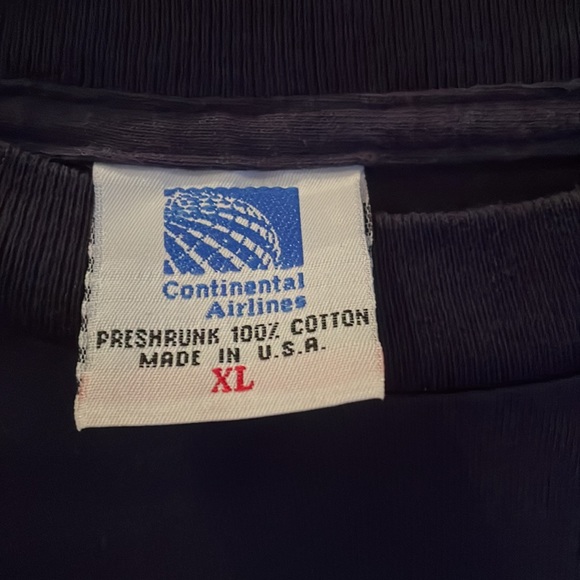 Continental
Airlines
PRESHRUNK 100% COTTON
MADE IN U.S.A.
XL